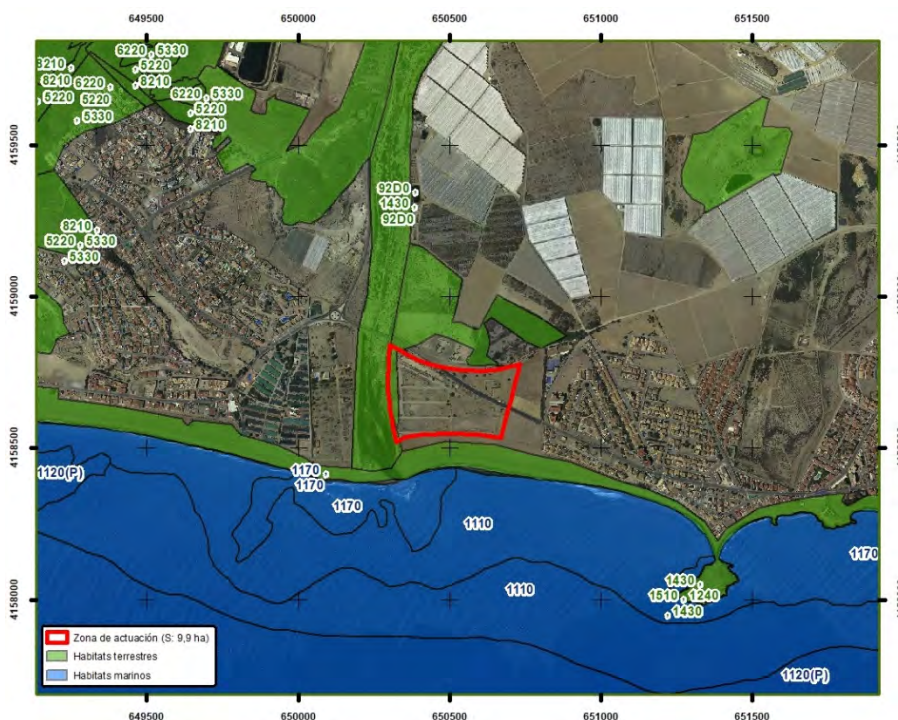 649500 650000 650500 651000 651500
6220 , 5330
, 5220
8210
8210 ,
8210
, 5220
6220 ,
5220
, 5330
6220 , 5330
, 5220
8210
4159500
92D0 ,
1430 ,
92D0
8210 ,
5220 , 5330
, 5330
4159000
4158500
1120(P)
1170 ,
1170
1170
1110
1170
1110
1430 ,
1510 , 1240
, 1430
4158000
Zona de actuación (S: 9,9 ha)
Habitats terrestres
Habitats marinos
1120(P)
649500 650000 650500 651000 651500